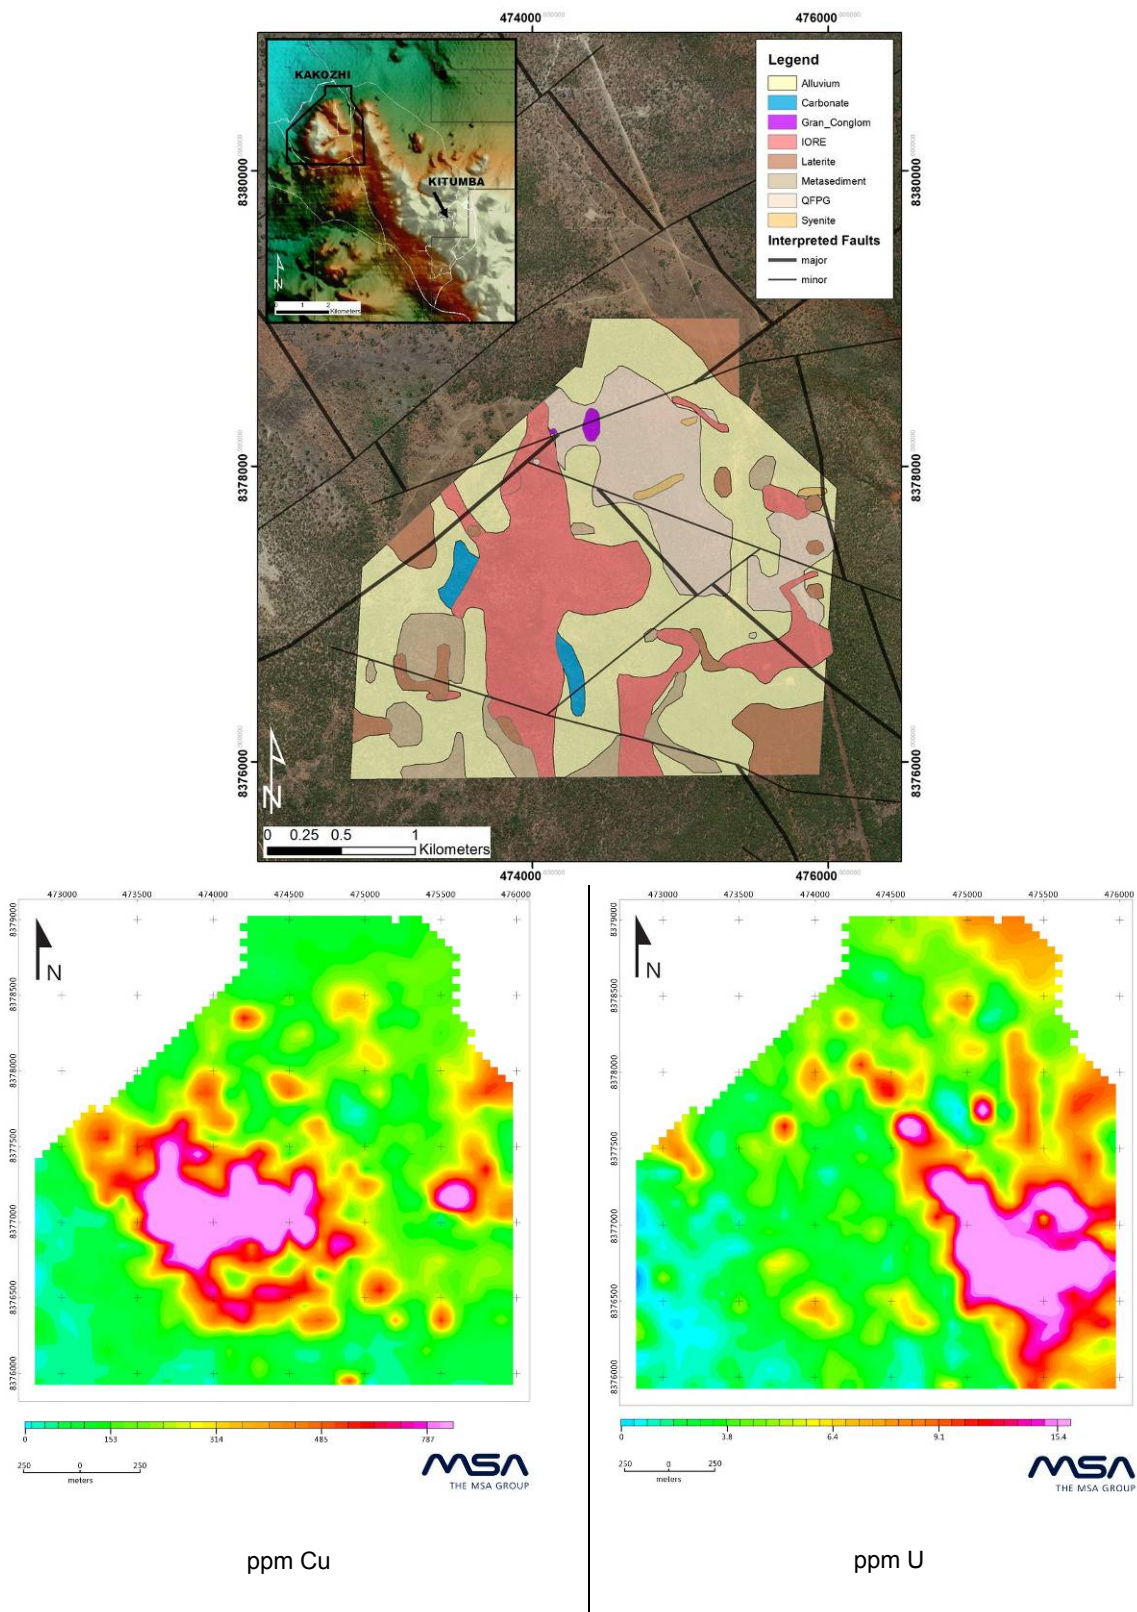 474000
476000
KAKOZHI
KITUMBA
N
0 1 2
Kilometers
Legend
Alluvium
Carbonate
Gran_Conglom
IORE
Laterite
Metasediment
QFPG
Syenite
Interpreted Faults
major
minor
8380000
8380000
8378000
8378000
8376000
8376000
N
0 0.25 0.5 1
Kilometers
474000
476000
473000 473500 474000 474500 475000 475500 476000
8379000
8378500
8378000
8377500
8377000
8376500
8376000
N
0 153 314 485 787
250 0 250
meters
MSA
THE MSA GROUP
ppm Cu
473000 473500 474000 474500 475000 475500 476000
8379000
8378500
8378000
8377500
8377000
8376500
8376000
N
0 3.8 6.4 9.1 15.4
250 0 250
meters
MSA
THE MSA GROUP
ppm U